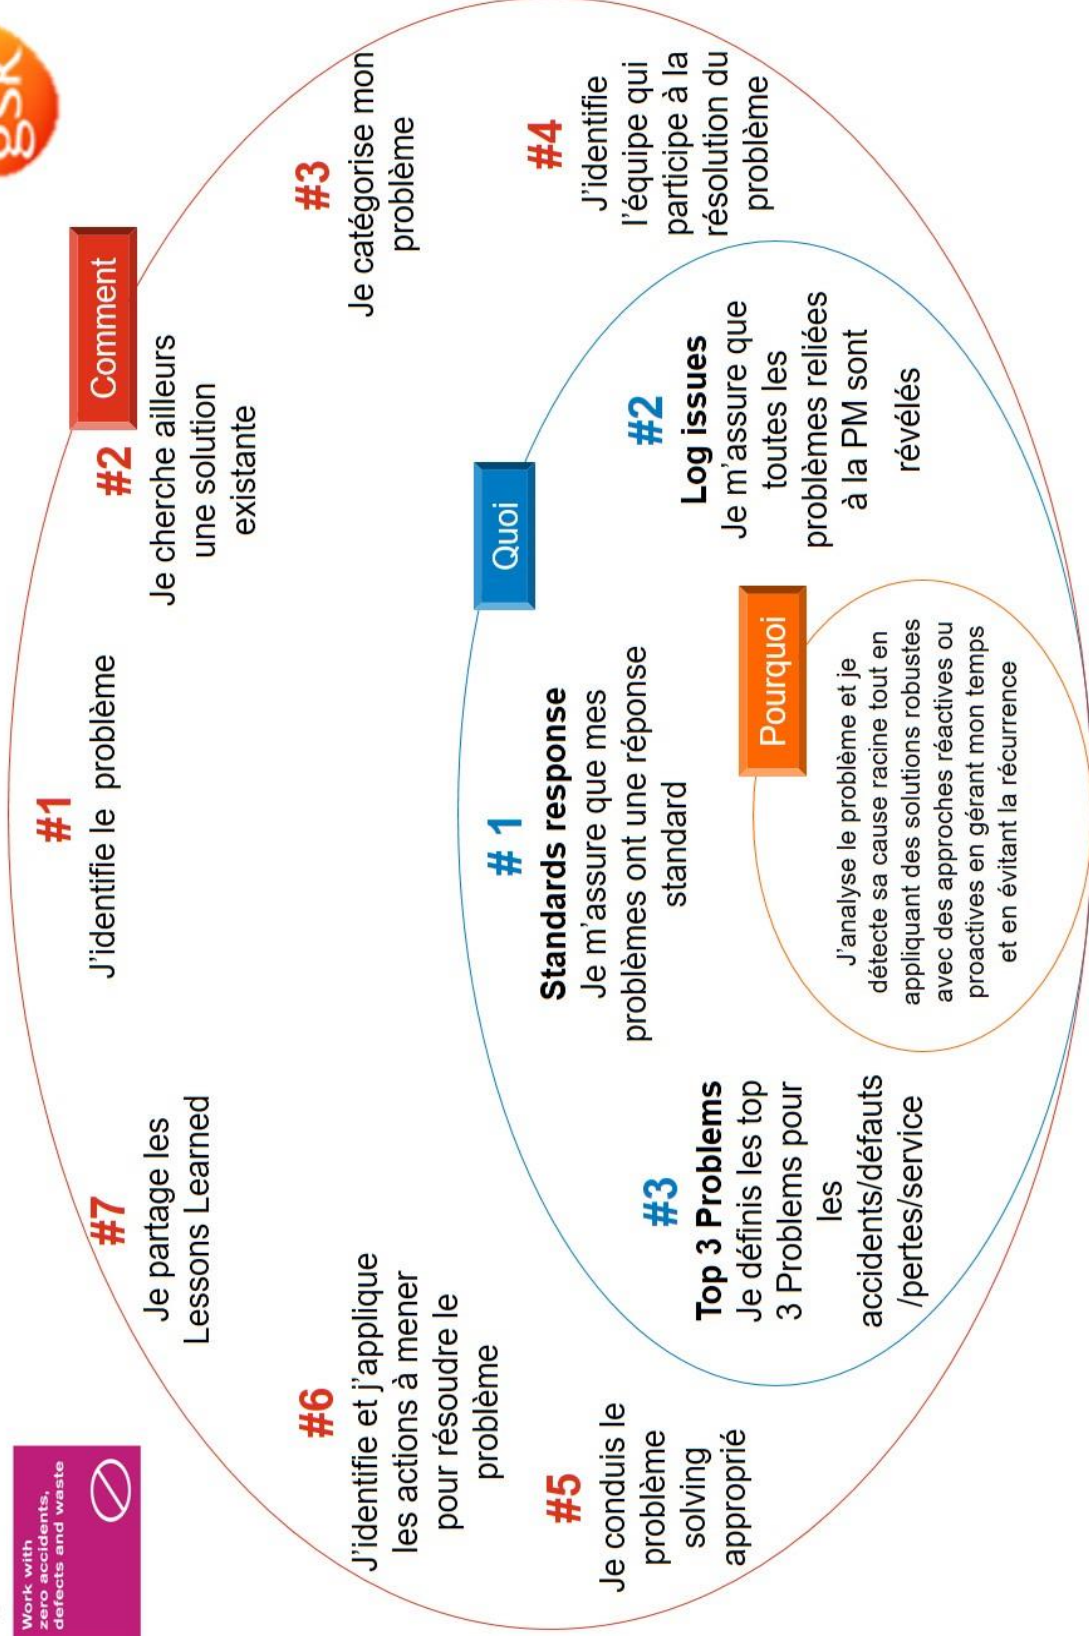 Work with
zero accidents,
defects and waste
gsk
Comment
#1
J'identifie le problème
#2
Je cherche ailleurs
une solution
existante
#3
Je catégorise mon
problème
#4
J'identifie
l'équipe qui
participe à la
résolution du
problème
#5
Je conduis le
problème
solving
approprié
#6
J'identifie et j'applique
les actions à mener
pour résoudre le
problème
#7
Je partage les
Lessons Learned
Quoi
# 1
Standards response
Je m'assure que mes
problèmes ont une réponse
standard
#2
Log issues
Je m'assure que
toutes les
problèmes reliées
à la PM sont
révélés
#3
Top 3 Problems
Je définis les top
3 Problems pour
les
accidents/défauts
/pertes/service
Pourquoi
J'analyse le problème et je
détecte sa cause racine tout en
appliquant des solutions robustes
avec des approches réactives ou
proactives en gérant mon temps
et en évitant la récurrence